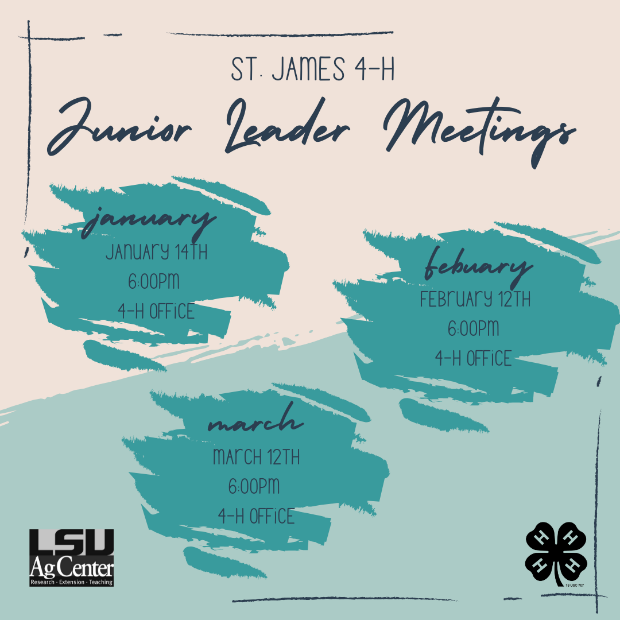 ST. JAMES 4-H
Junior Leader Meetings
january
JANUARY 14TH
6:00PM
4-H OFFICE
febuary
FEBRUARY 12TH
6:00PM
4-H OFFICE
march
MARCH 12TH
6:00PM
4-H OFFICE
LSU
AgCenter
Research · Extension · Teaching
H H
H H